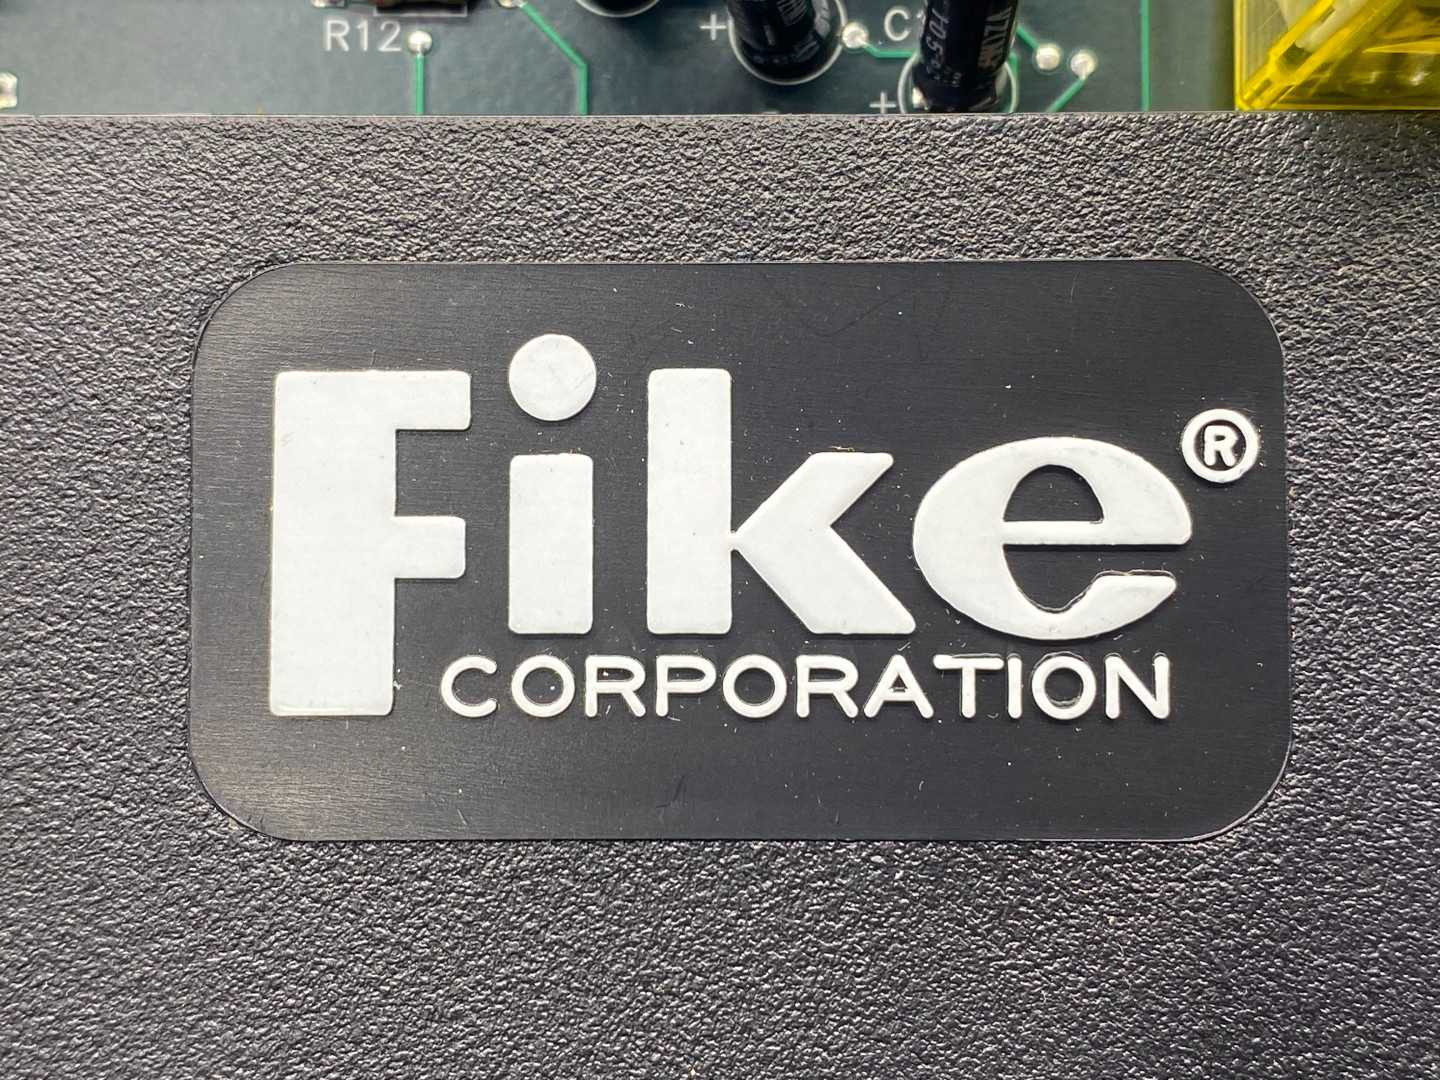 R12
+
C1
+
Fike®
CORPORATION